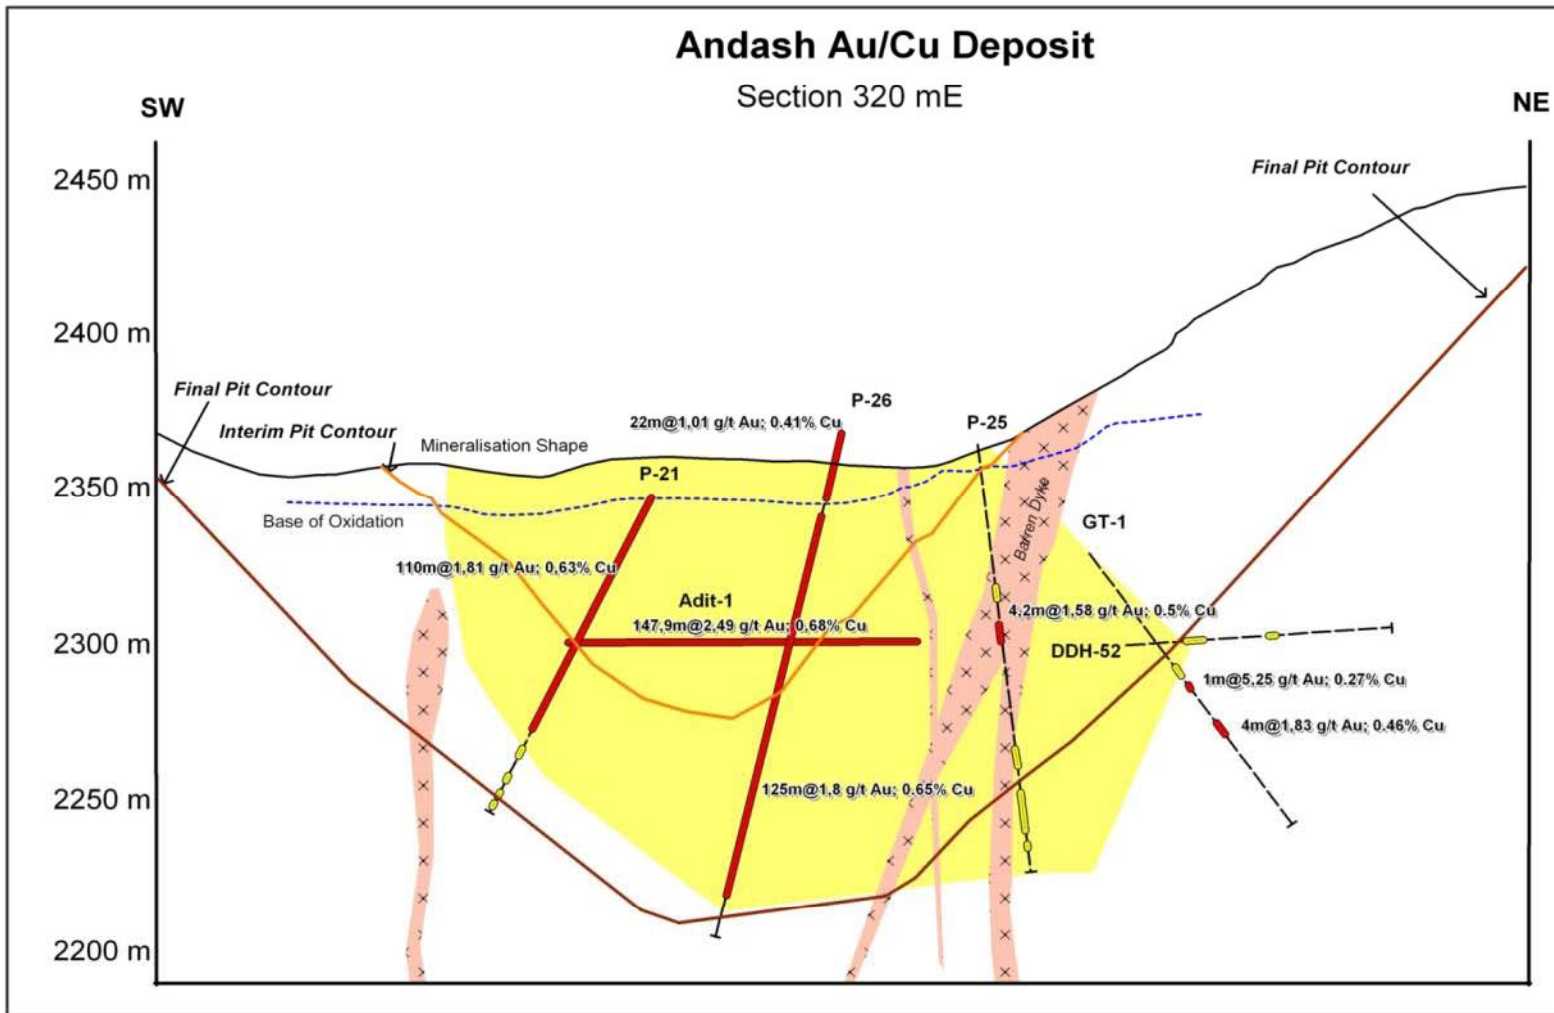 Andash Au/Cu Deposit
Section 320 mE
SW
NE
2450 m
Final Pit Contour
2400 m
Final Pit Contour
P-26
22m@1,01 g/t Au; 0.41% Cu
P-25
Interim Pit Contour
Mineralisation Shape
P-21
2350 m
Base of Oxidation
Barren Dyke
GT-1
110m@1,81 g/t Au; 0,63% Cu
Adit-1
4,2m@1,58 g/t Au; 0.5% Cu
147,9m@2,49 g/t Au; 0,68% Cu
2300 m
DDH-52
1m@5,25 g/t Au; 0.27% Cu
4m@1,83 g/t Au; 0.46% Cu
2250 m
125m@1,8 g/t Au; 0.65% Cu
2200 m